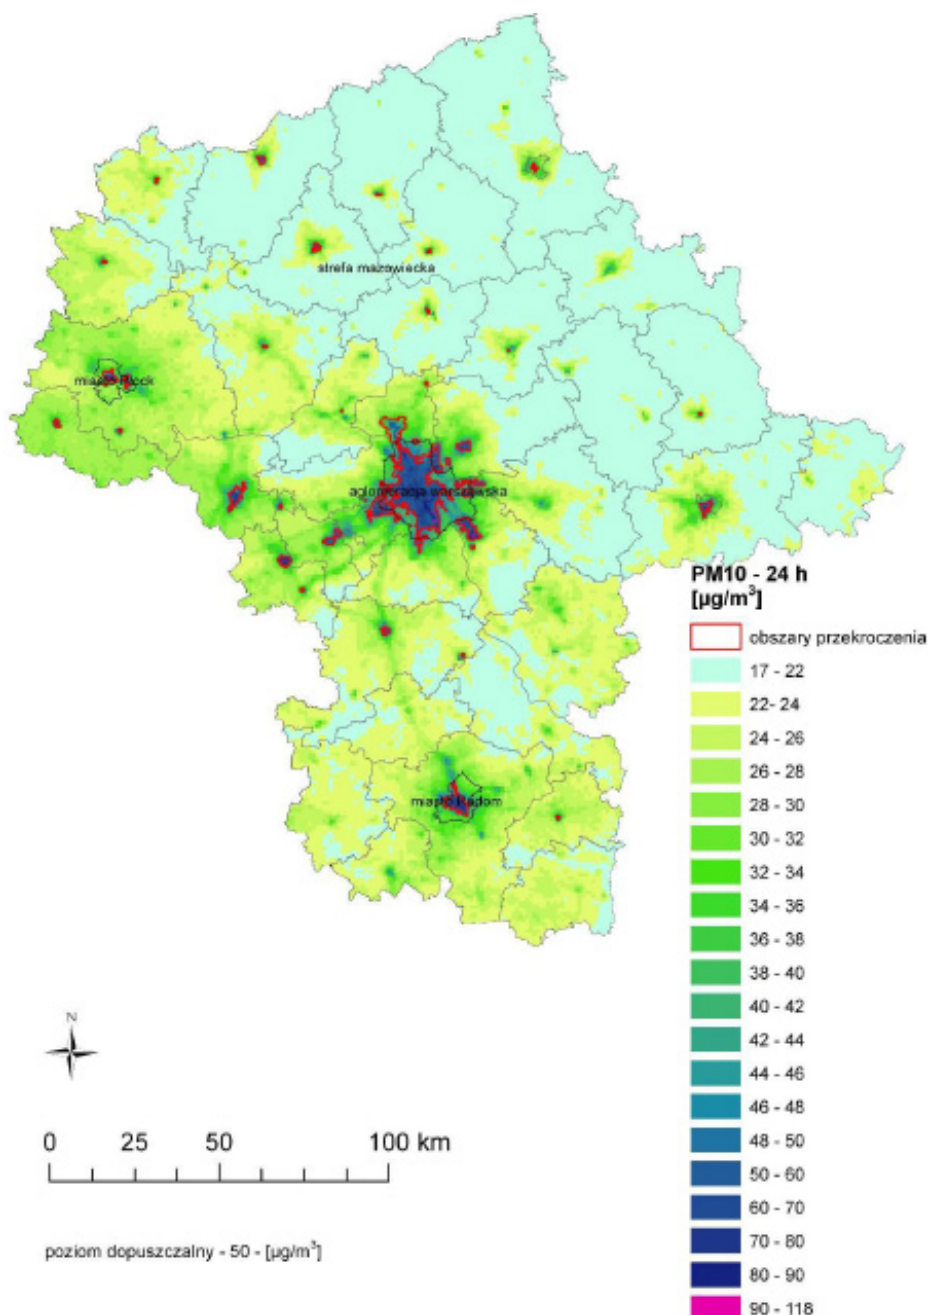 strefa mazowiecka
miasto Płock
aglomeracja warszawska
PM10 - 24 h
[µg/m³]
obszary przekroczenia
17 - 22
22- 24
24 - 26
26 - 28
28 - 30
30 - 32
32 - 34
34 - 36
36 - 38
38 - 40
40 - 42
42 - 44
44 - 46
46 - 48
48 - 50
50 - 60
60 - 70
70 - 80
80 - 90
90 - 118
miasto Radom
N
0 25 50 100 km
poziom dopuszczalny - 50 - [µg/m³]